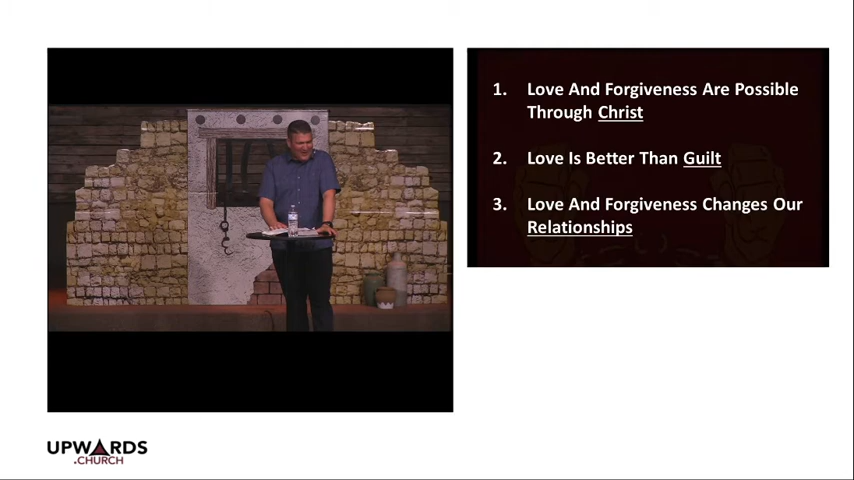 1. Love And Forgiveness Are Possible
Through Christ
2. Love Is Better Than Guilt
3. Love And Forgiveness Changes Our
Relationships
UPWARDS
.CHURCH